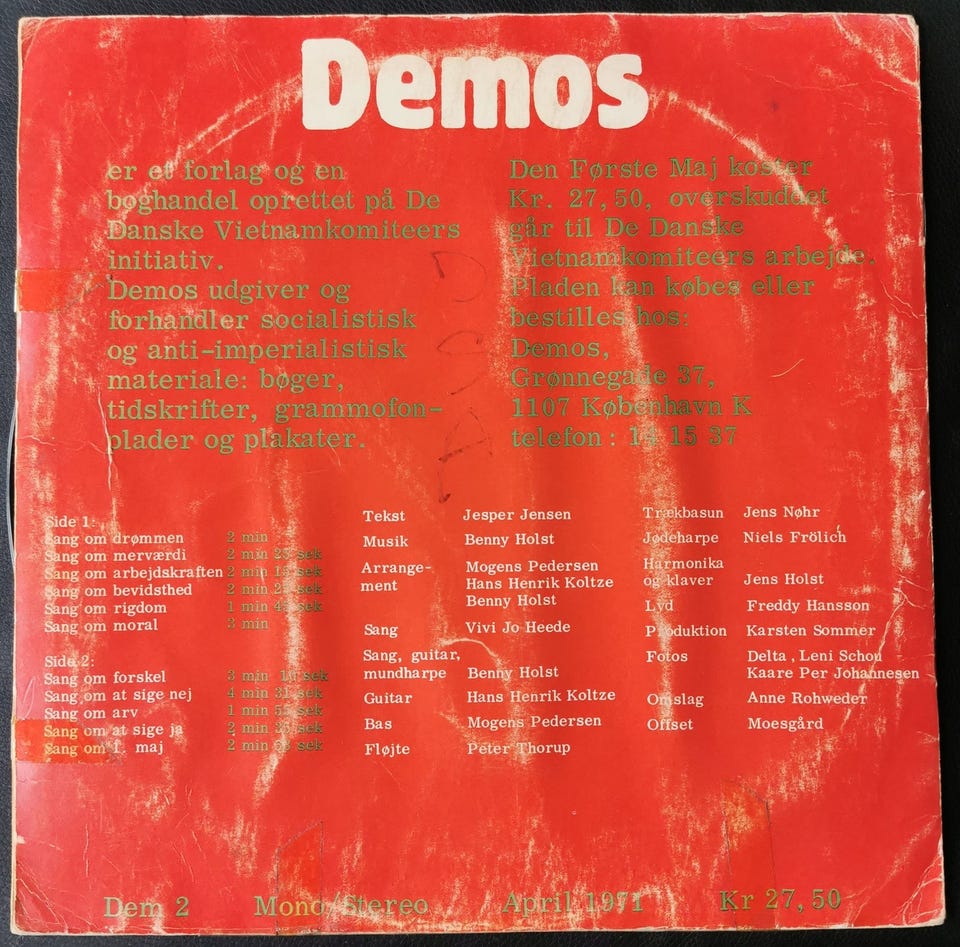 Demos
er et forlag og en
boghandel oprettet på De
Danske Vietnamkomiteers
initiativ.
Demos udgiver og
forhandler socialistisk
og anti-imperialistisk
materiale: bøger,
tidskrifter, grammofon-
plader og plakater.
Den Første Maj koster
Kr. 27,50, overskuddet
går til De Danske
Vietnamkomiteers arbejde.
Pladen kan købes eller
bestilles hos:
Demos,
Grønnegade 37,
1107 København K
telefon: 14 15 37
Side 1:
Sang om drømmen 2 min
Sang om merværdi 2 min sek
Sang om arbejdskraften 2 min sek
Sang om bevidsthed 2 min sek
Sang om rigdom 1 min sek
Sang om moral 3 min
Side 2:
Sang om forskel 3 min sek
Sang om at sige nej 4 min sek
Sang om arv 1 min sek
Sang om at sige ja 2 min sek
Sang om 1. maj 2 min sek
Tekst Jesper Jensen
Musik Benny Holst
Arrange- Mogens Pedersen
ment Hans Henrik Koltze
Benny Holst
Sang Vivi Jo Heede
Sang, guitar,
mundharpe Benny Holst
Guitar Hans Henrik Koltze
Bas Mogens Pedersen
Fløjte Peter Thorup
Trækbasun Jens Nøhr
Jødeharpe Niels Frölich
Harmonika
og klaver Jens Holst
Lyd Freddy Hansson
Produktion Karsten Sommer
Fotos Delta, Leni Schou
Kaare Per Johannesen
Omslag Anne Rohweder
Offset Moesgård
Dem 2 Mono/Stereo April 1971 Kr 27,50